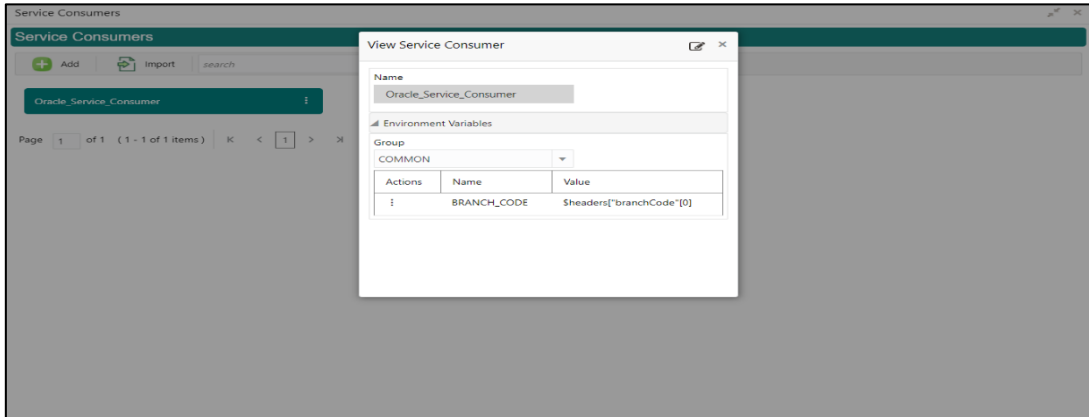 Service Consumers
Service Consumers
Add Import search
Oracle_Service_Consumer
Page 1 of 1 (1 - 1 of 1 items) K < 1 > >|
View Service Consumer
Name
Oracle_Service_Consumer
Environment Variables
Group
COMMON
Actions Name Value
BRANCH_CODE $headers["branchCode"[0]